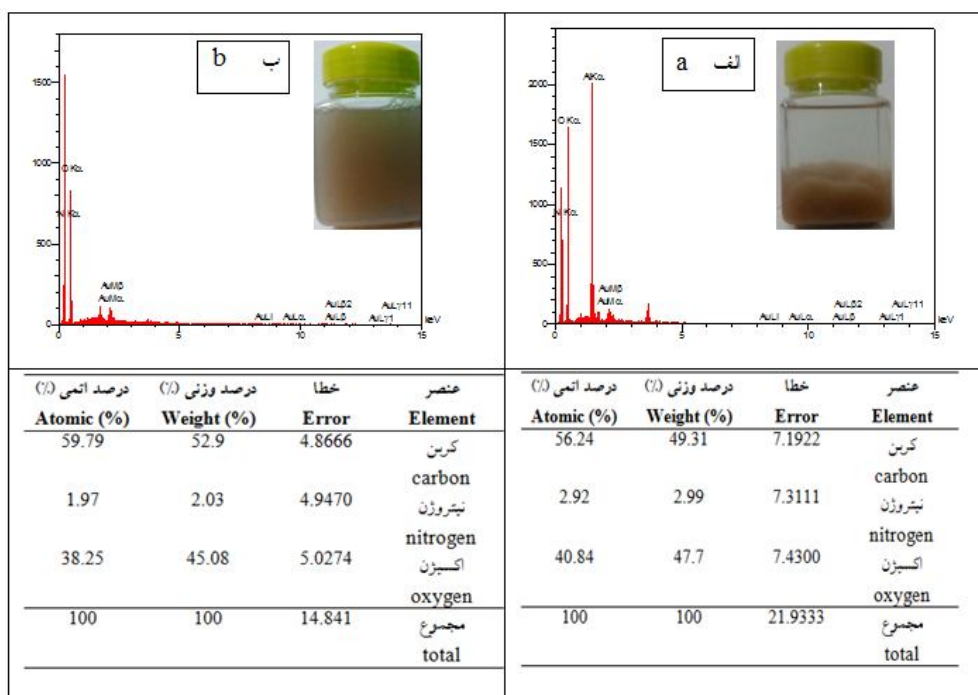 b ب
1500
1000
500
0
O Kα
N Kα
AuMβ
AuMα
AuLl
AuLα
AuLβ2
AuLβ
AuLγ11
AuLγ1
0
5
10
15
keV
a الف
2000
1500
1000
500
0
AlKα
O Kα
N Kα
AuMβ
AuMα
AuLl
AuLα
AuLβ2
AuLβ
AuLγ11
AuLγ1
0
5
10
15
keV
درصد اتمی (٪) درصد وزنی (٪) خطا عنصر
Atomic (%) Weight (%) Error Element
59.79 52.9 4.8666 کربن
carbon
1.97 2.03 4.9470 نیتروژن
nitrogen
38.25 45.08 5.0274 اکسیژن
oxygen
100 100 14.841 مجموع
total
درصد اتمی (٪) درصد وزنی (٪) خطا عنصر
Atomic (%) Weight (%) Error Element
56.24 49.31 7.1922 کربن
carbon
2.92 2.99 7.3111 نیتروژن
nitrogen
40.84 47.7 7.4300 اکسیژن
oxygen
100 100 21.9333 مجموع
total